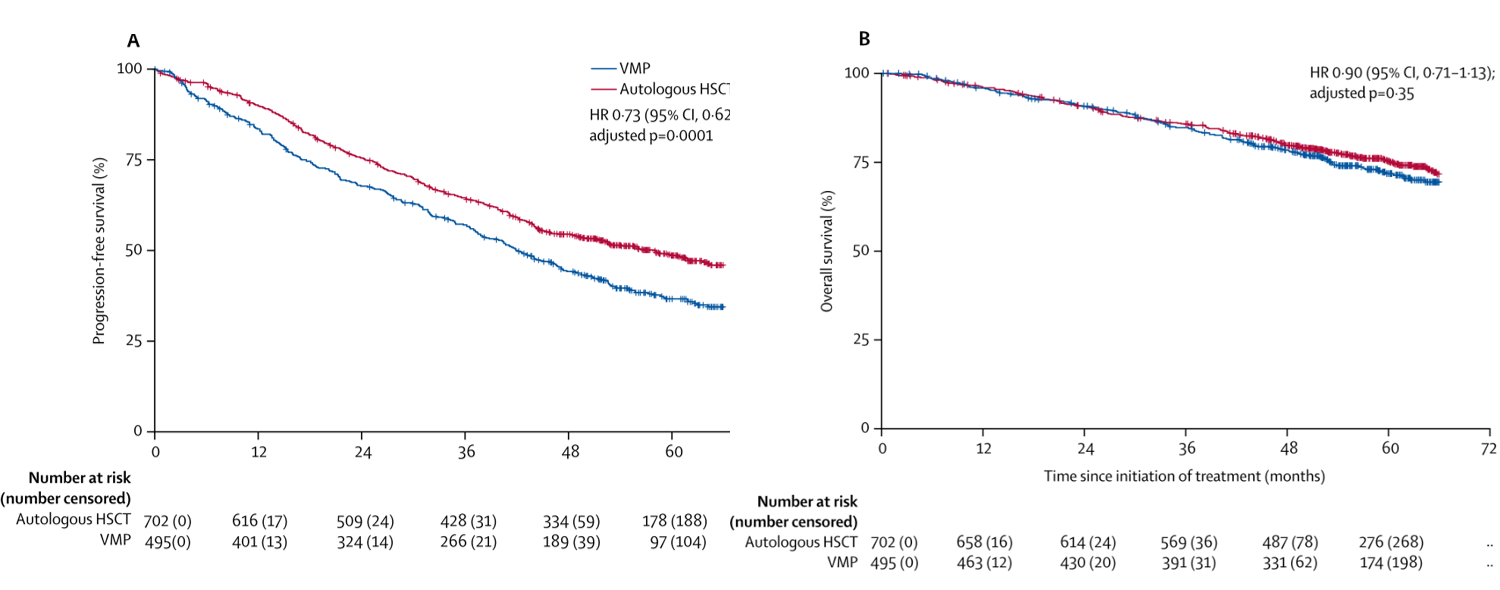 A
VMP
Autologous HSCT
HR 0·73 (95% CI, 0·62
adjusted p=0·0001
100
75
50
25
0
Progression-free survival (%)
0 12 24 36 48 60
Number at risk
(number censored)
Autologous HSCT 702 (0) 616 (17) 509 (24) 428 (31) 334 (59) 178 (188)
VMP 495(0) 401 (13) 324 (14) 266 (21) 189 (39) 97 (104)
B
HR 0·90 (95% CI, 0·71–1·13);
adjusted p=0·35
100
75
50
25
0
Overall survival (%)
0 12 24 36 48 60 72
Time since initiation of treatment (months)
Number at risk
(number censored)
Autologous HSCT 702 (0) 658 (16) 614 (24) 569 (36) 487 (78) 276 (268) ..
VMP 495 (0) 463 (12) 430 (20) 391 (31) 331 (62) 174 (198) ..